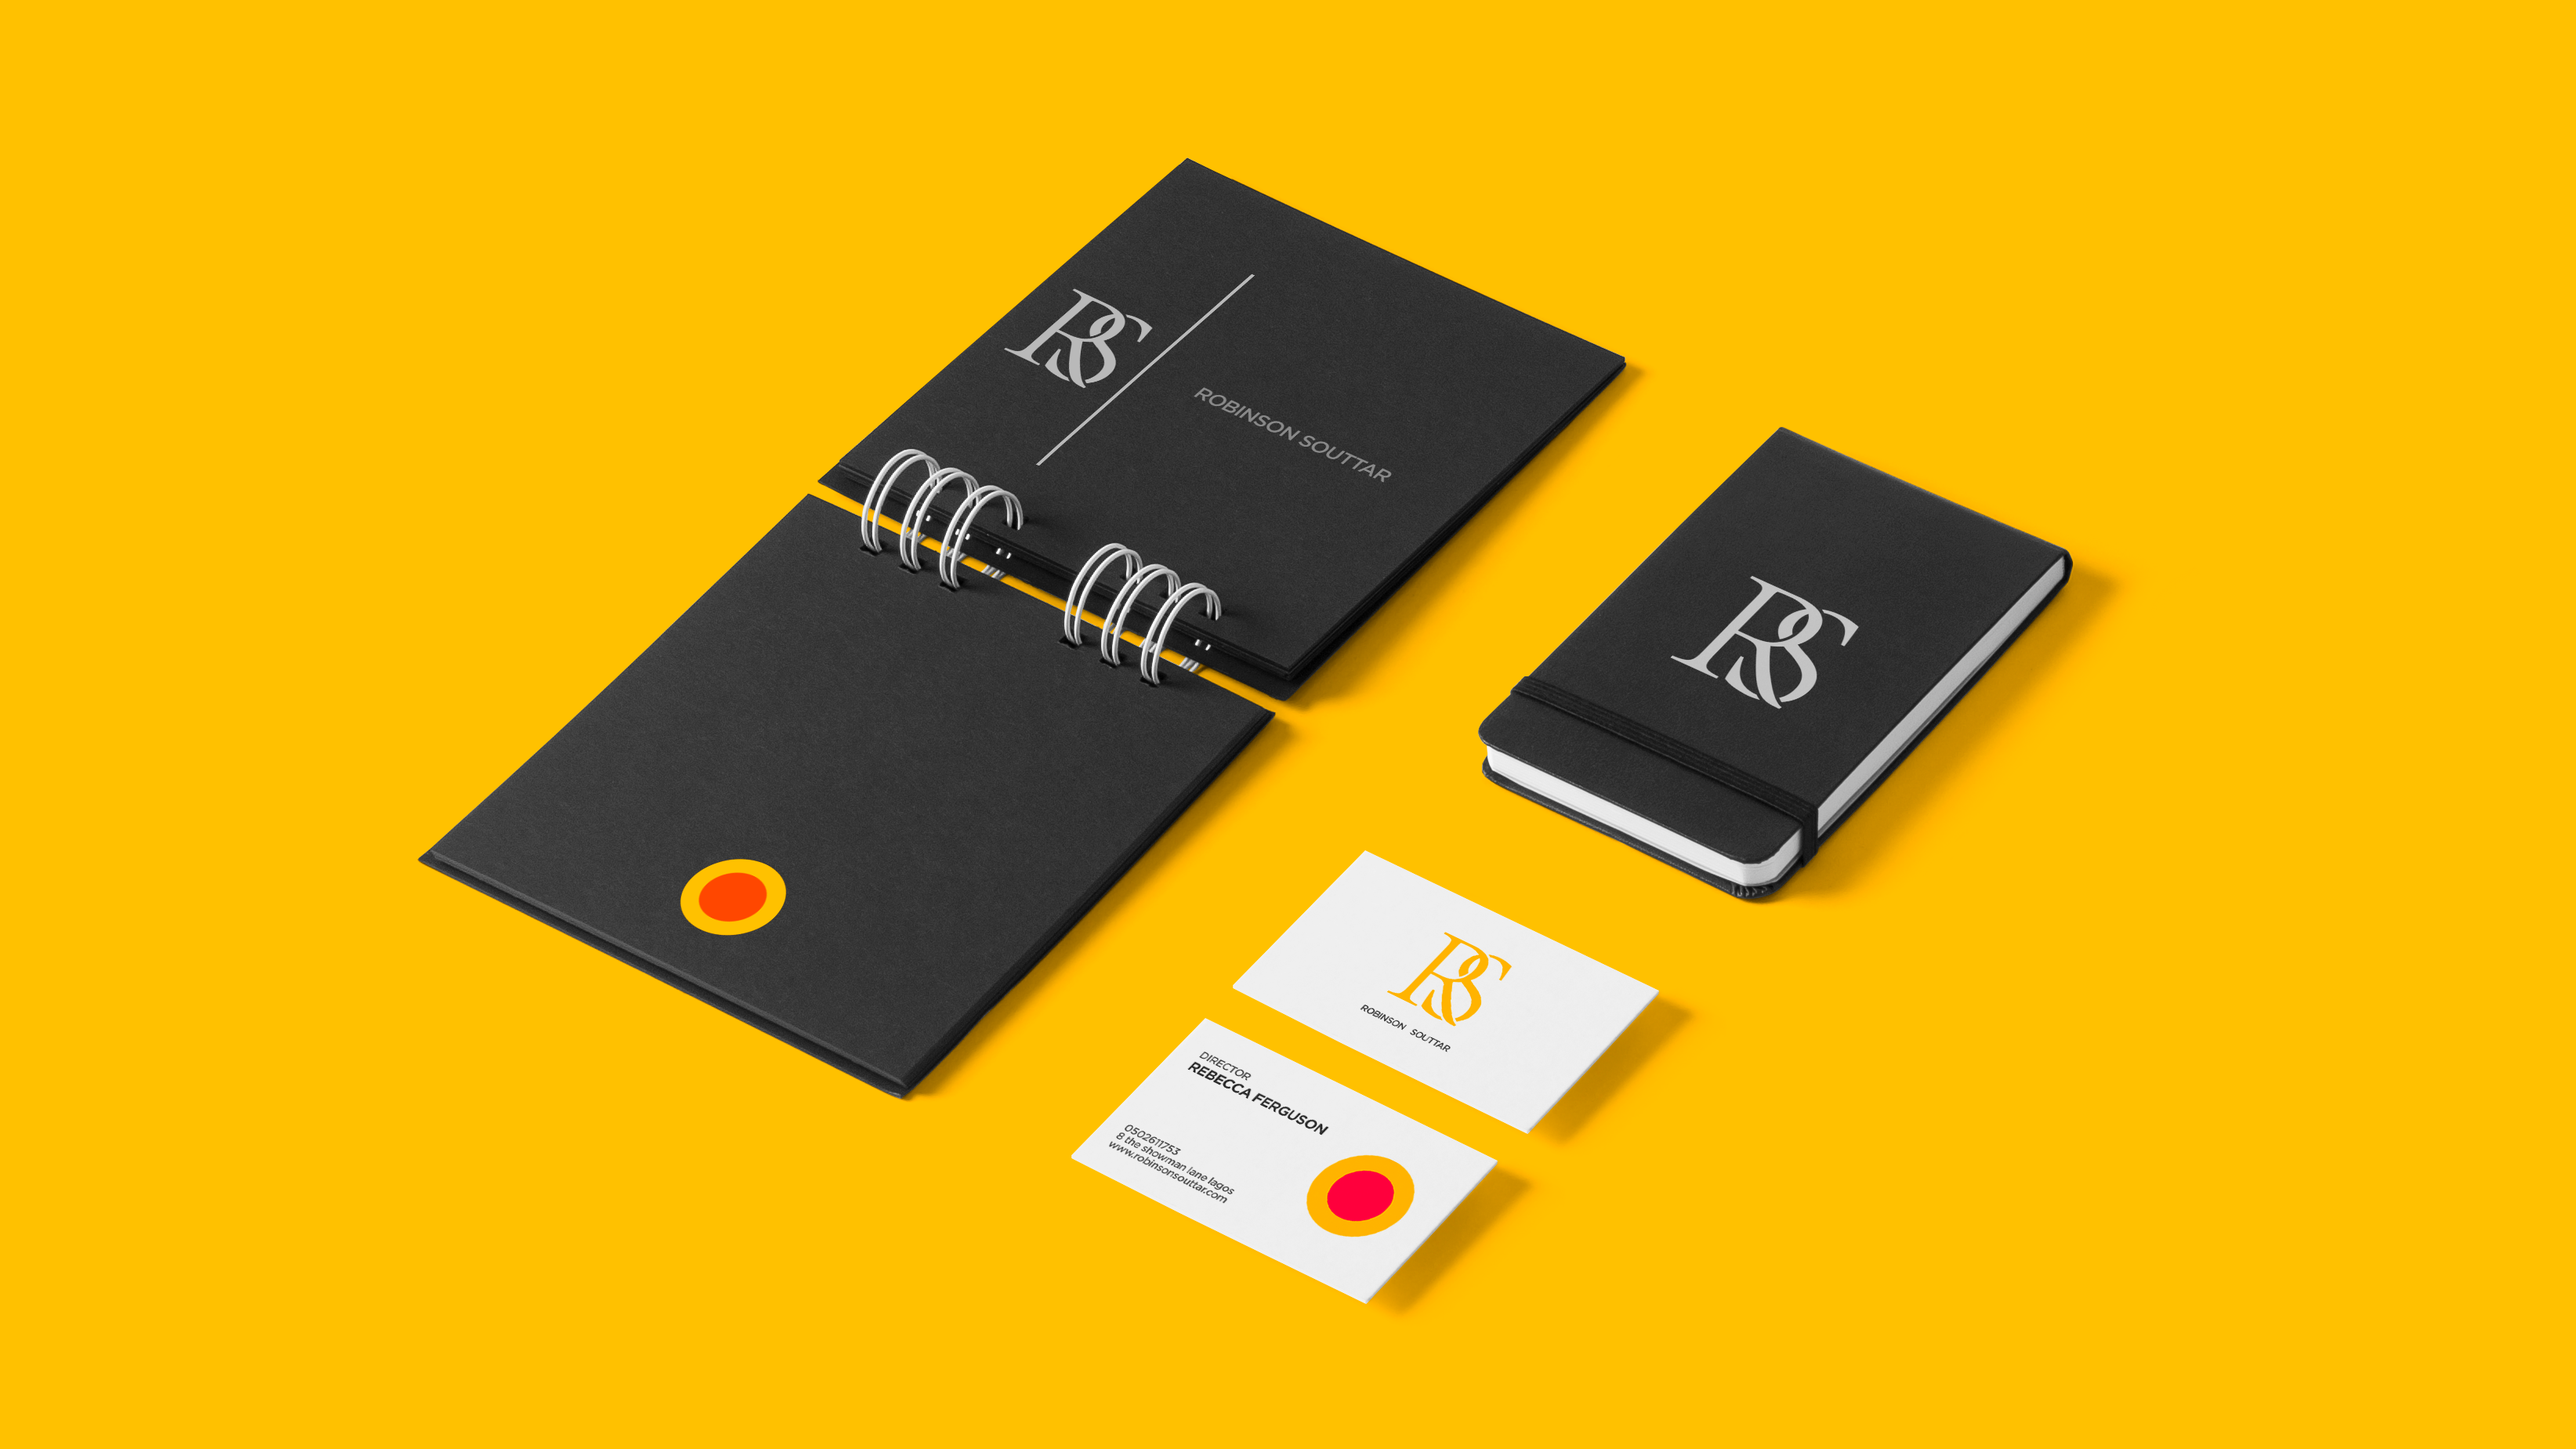 RS
ROBINSON SOUTTAR
RS
RS
ROBINSON SOUTTAR
DIRECTOR
REBECCA FERGUSON
0502611753
8 the showman lane lagos
www.robinsonsouttar.com